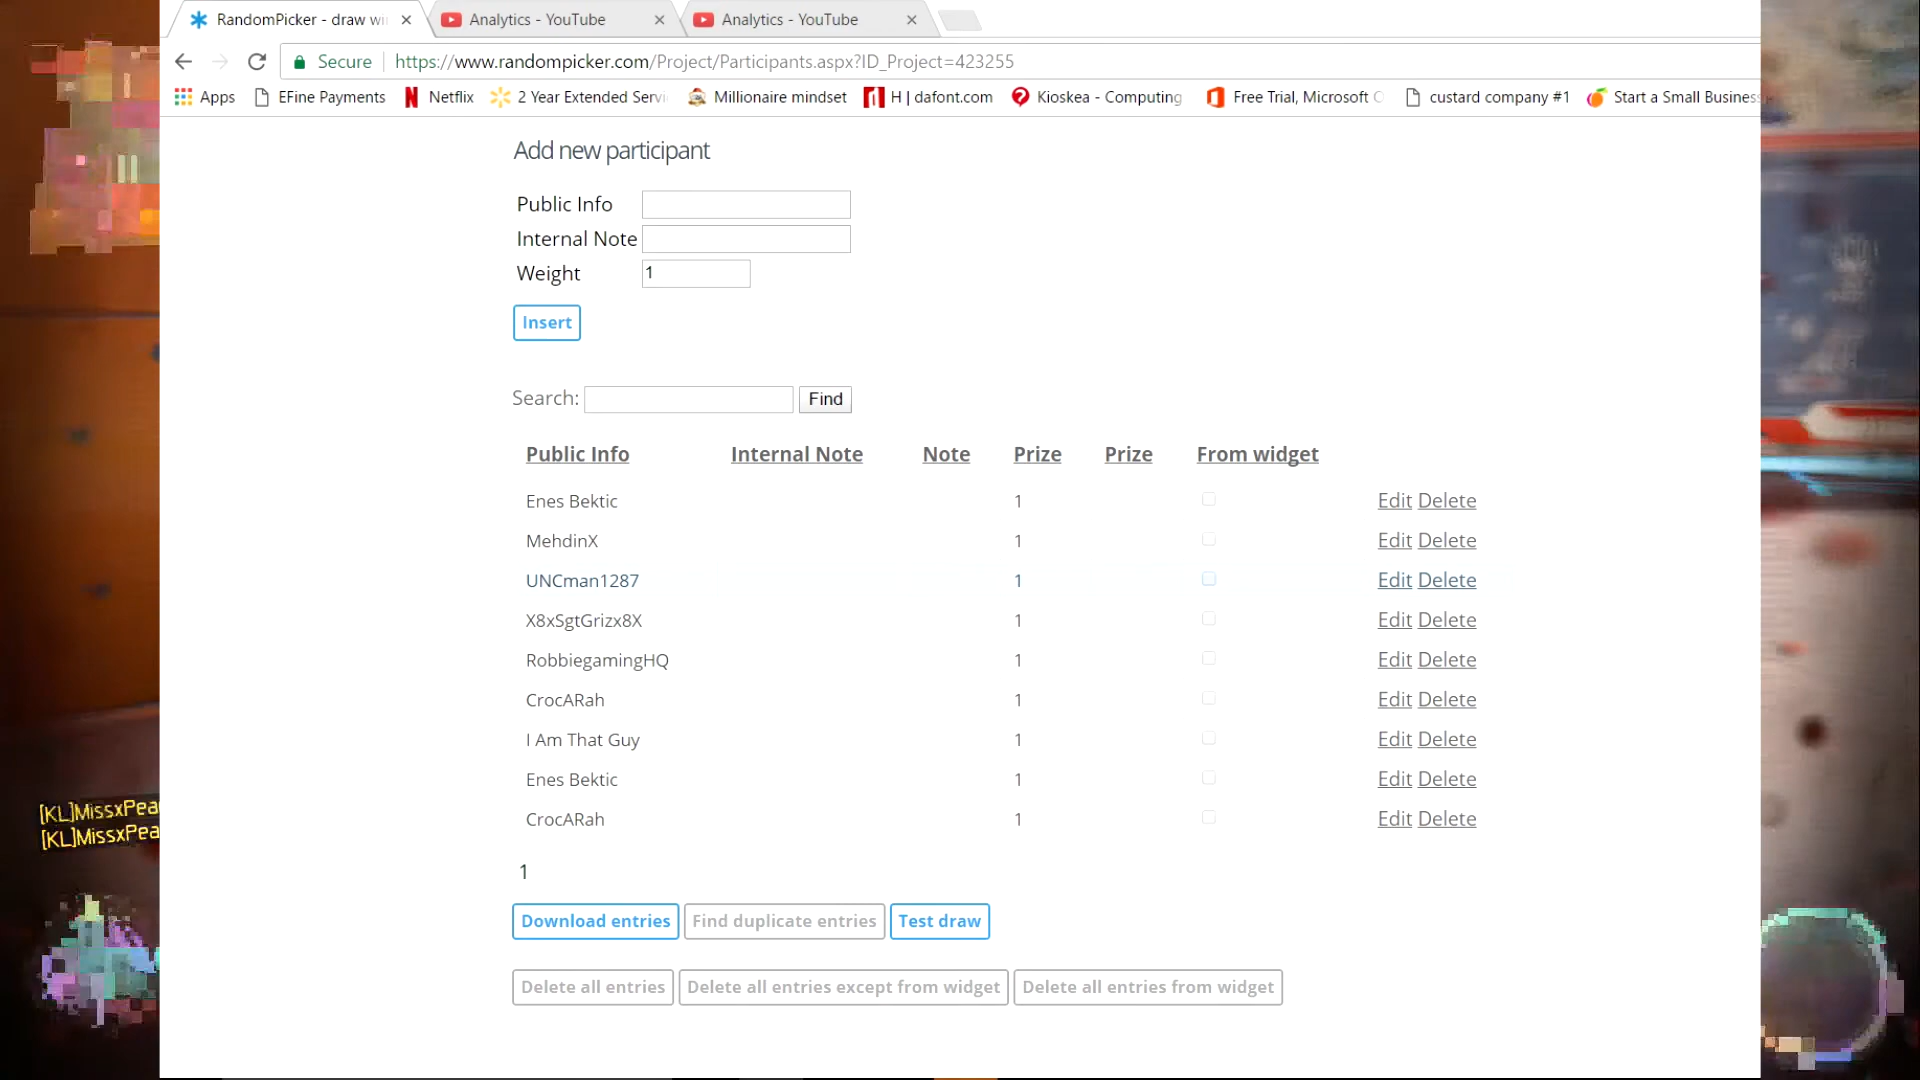 RandomPicker - draw wi
Analytics - YouTube
Analytics - YouTube
Secure https://www.randompicker.com/Project/Participants.aspx?ID_Project=423255
Apps EFine Payments Netflix 2 Year Extended Servi Millionaire mindset H | dafont.com Kioskea - Computing Free Trial, Microsoft O custard company #1 Start a Small Business
Add new participant
Public Info
Internal Note
Weight 1
Insert
Search: Find
Public Info Internal Note Note Prize Prize From widget
Enes Bektic 1 Edit Delete
MehdinX 1 Edit Delete
UNCman1287 1 Edit Delete
X8xSgtGrizx8X 1 Edit Delete
RobbiegamingHQ 1 Edit Delete
CrocARah 1 Edit Delete
I Am That Guy 1 Edit Delete
Enes Bektic 1 Edit Delete
CrocARah 1 Edit Delete
[KL]MissxPea
[KL]MissxPea
1
Download entries Find duplicate entries Test draw
Delete all entries Delete all entries except from widget Delete all entries from widget